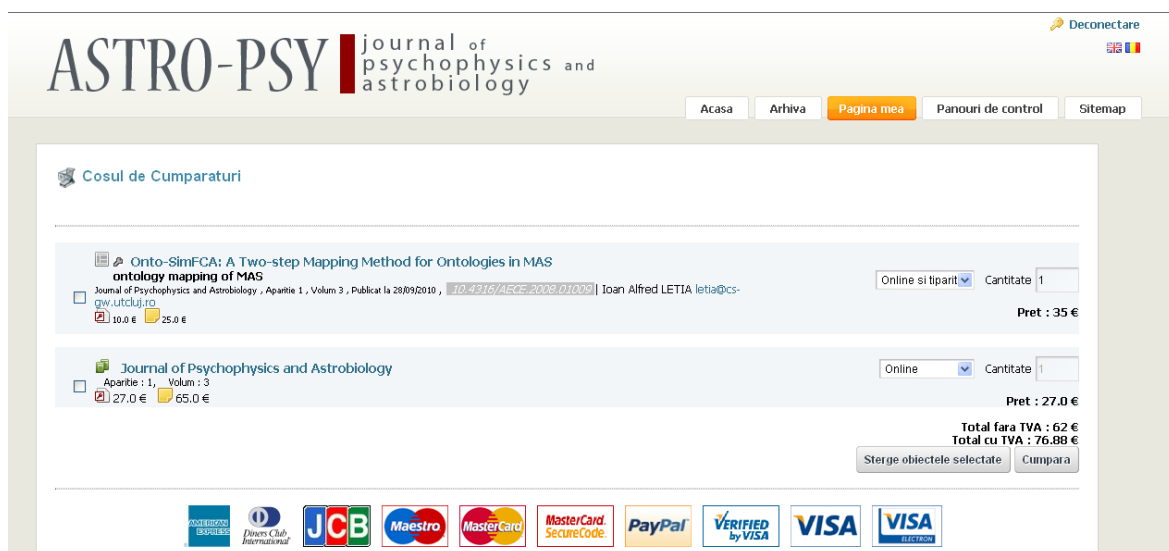 Deconectare
ASTRO-PSY
journal of
psychophysics and
astrobiology
Acasa Arhiva Pagina mea Panouri de control Sitemap
Cosul de Cumparaturi
Onto-SimFCA: A Two-step Mapping Method for Ontologies in MAS
ontology mapping of MAS
Journal of Psychophysics and Astrobiology , Aparitie 1 , Volum 3 , Publicat la 28/09/2010 , 10.4316/AECE.2008.01009 | Ioan Alfred LETIA letia@cs-
gw.utcluj.ro
10.0 € 25.0 €
Online si tiparit Cantitate 1
Pret : 35 €
Journal of Psychophysics and Astrobiology
Aparitie : 1, Volum : 3
27.0 € 65.0 €
Online Cantitate 1
Pret : 27.0 €
Total fara TVA : 62 €
Total cu TVA : 76.88 €
Sterge obiectele selectate Cumpara
AMERICAN EXPRESS
Diners Club International
JCB
Maestro
MasterCard
MasterCard. SecureCode.
PayPal
VERIFIED by VISA
VISA
VISA ELECTRON